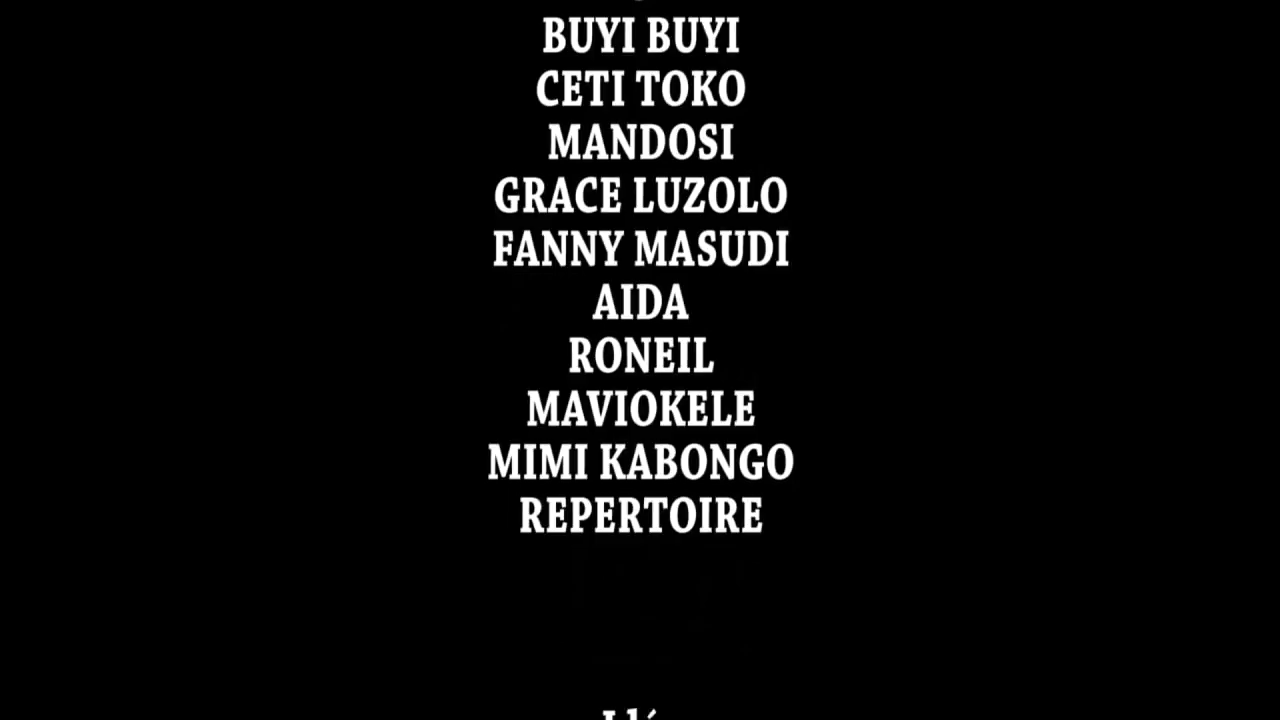 BUYI BUYI
CETI TOKO
MANDOSI
GRACE LUZOLO
FANNY MASUDI
AIDA
RONEIL
MAVIOKELE
MIMI KABONGO
REPERTOIRE